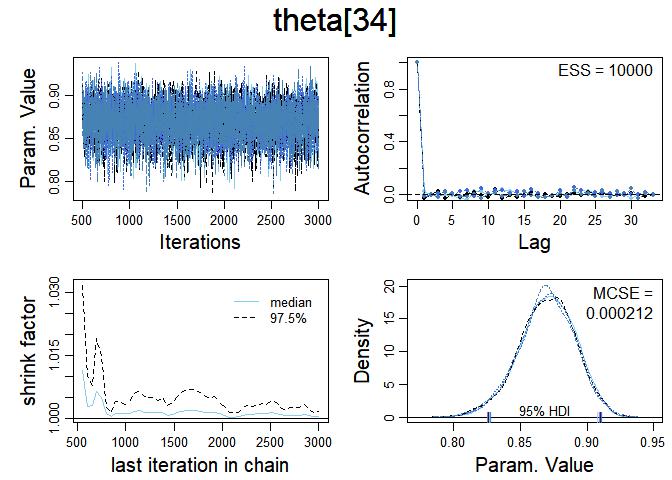 theta[34]
Param. Value
0.80 0.85 0.90
500 1000 1500 2000 2500 3000
Iterations
Autocorrelation
0.0 0.4 0.8
ESS = 10000
0 5 10 15 20 25 30
Lag
shrink factor
1.000 1.015 1.030
median
97.5%
500 1000 1500 2000 2500 3000
last iteration in chain
Density
0 5 10 15 20
MCSE =
0.000212
95% HDI
0.80 0.85 0.90 0.95
Param. Value